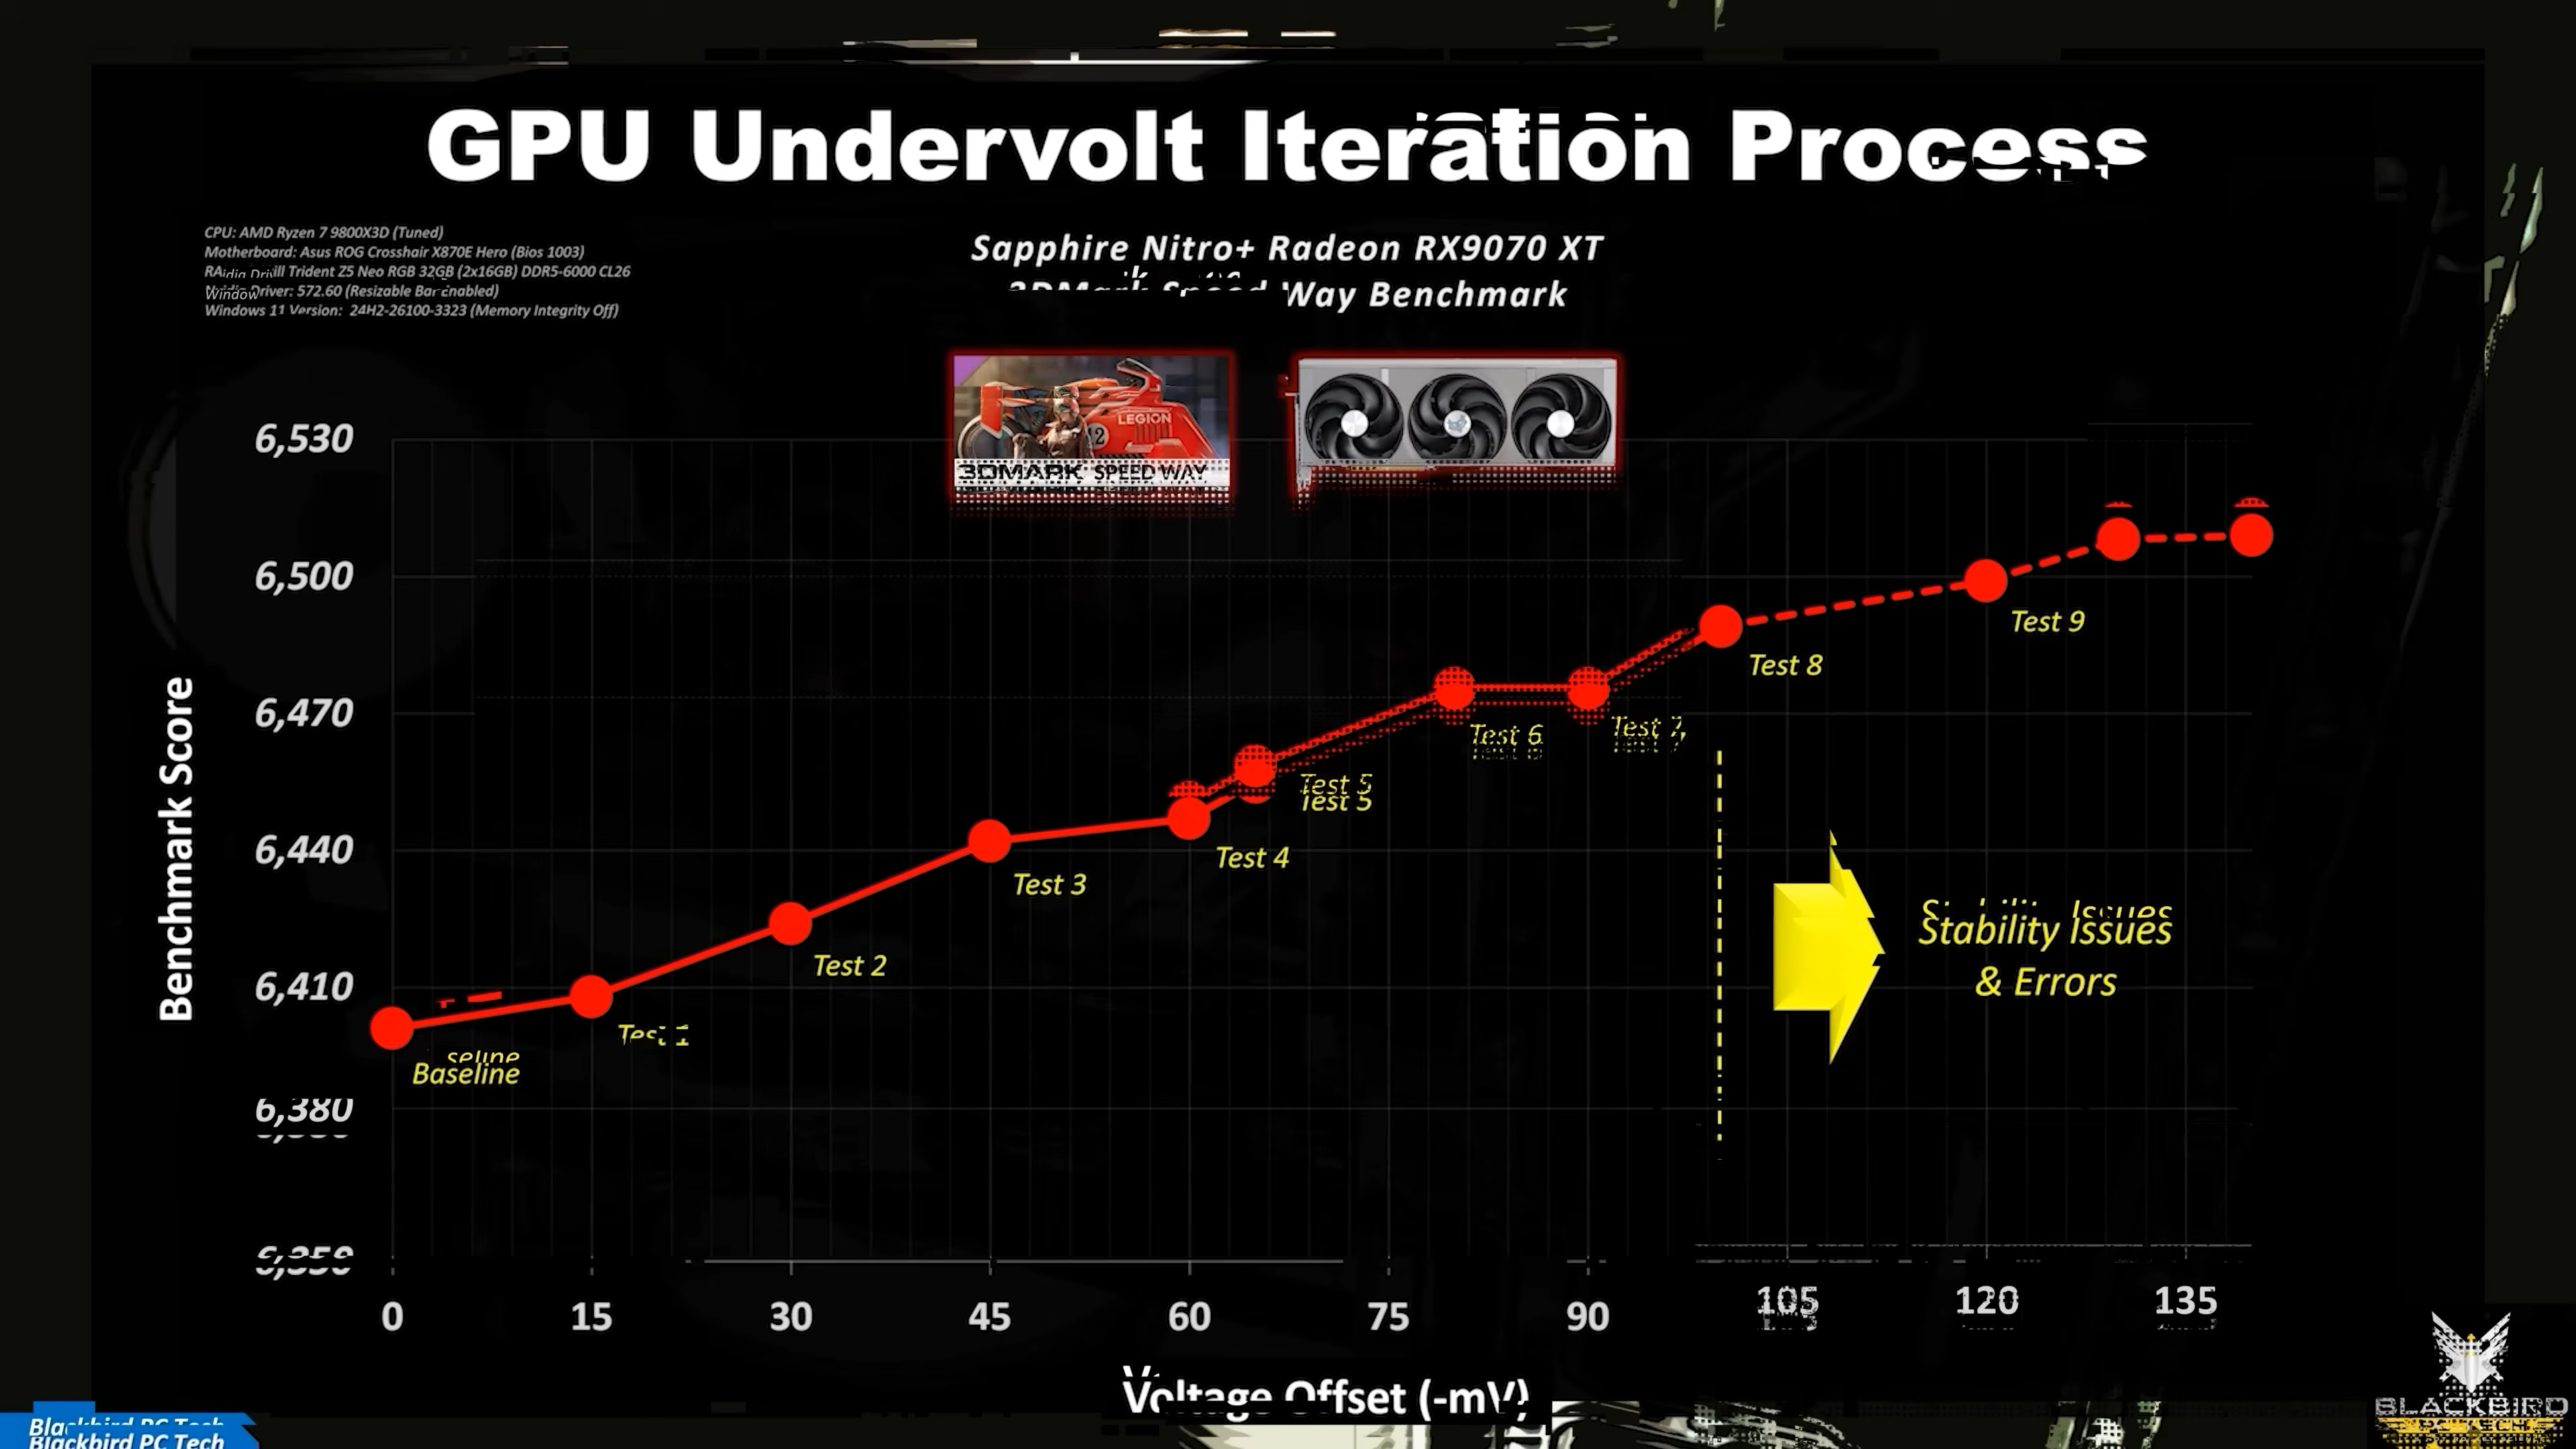 GPU Undervolt Iteration Process
CPU: AMD Ryzen 7 9800X3D (Tuned)
Motherboard: Asus ROG Crosshair X870E Hero (Bios 1003)
Trident Z5 Neo RGB 32GB (2x16GB) DDR5-6000 CL26
Driver: 572.60 (Resizable Bar Enabled)
Windows 11 Version: 24H2-26100-3323 (Memory Integrity Off)
Sapphire Nitro+ Radeon RX9070 XT
3DMark Speed Way Benchmark
LEGION
12
3DMARK SPEED WAY
6,530
6,500
6,470
6,440
6,410
6,380
6,350
Benchmark Score
Baseline
Test 1
Test 2
Test 3
Test 4
Test 5
Test 6
Test 7
Test 8
Test 9
Stability Issues
& Errors
0 15 30 45 60 75 90 105 120 135
Voltage Offset (-mV)
Blackbird PC Tech
BLACKBIRD
PC TECH